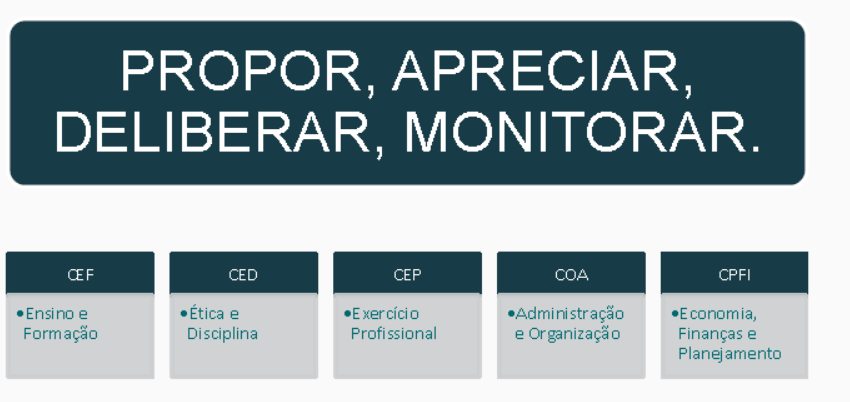 PROPOR, APRECIAR,
DELIBERAR, MONITORAR.
CEF
•Ensino e
Formação
CED
•Ética e
Disciplina
CEP
•Exercício
Profissional
COA
•Administração
e Organização
CPFI
•Economia,
Finanças e
Planejamento